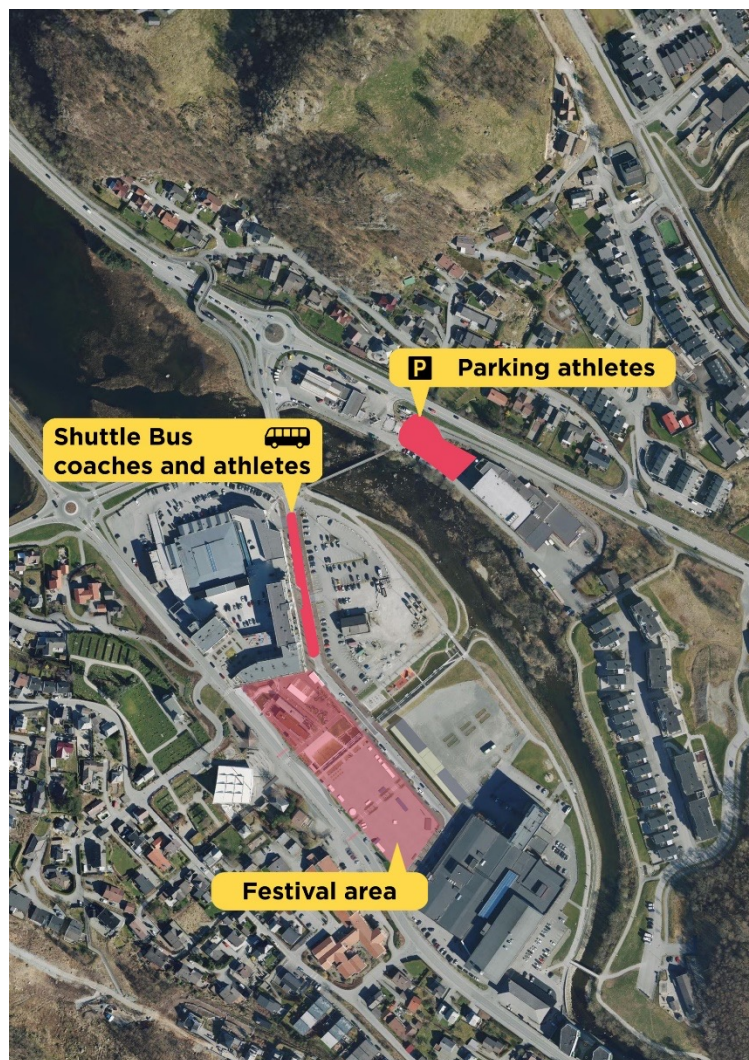 P Parking athletes
Shuttle Bus
coaches and athletes
Festival area